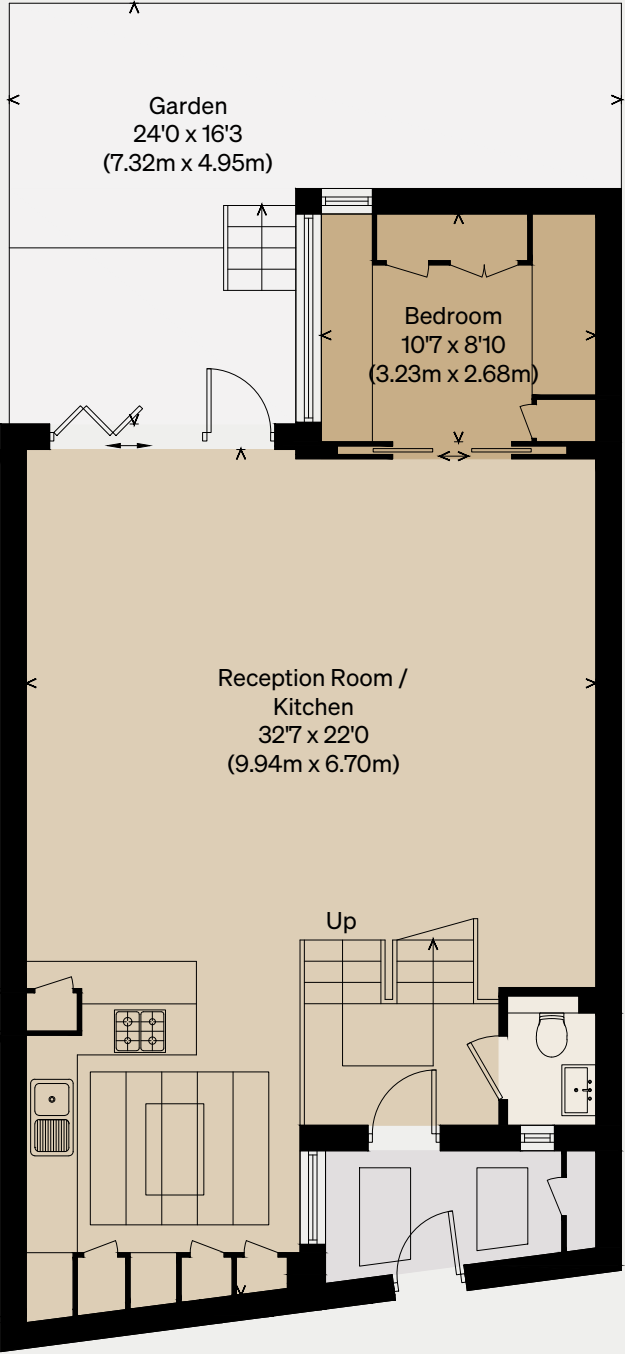 Garden
24'0 x 16'3
(7.32m x 4.95m)
Bedroom
10'7 x 8'10
(3.23m x 2.68m)
Reception Room /
Kitchen
32'7 x 22'0
(9.94m x 6.70m)
Up